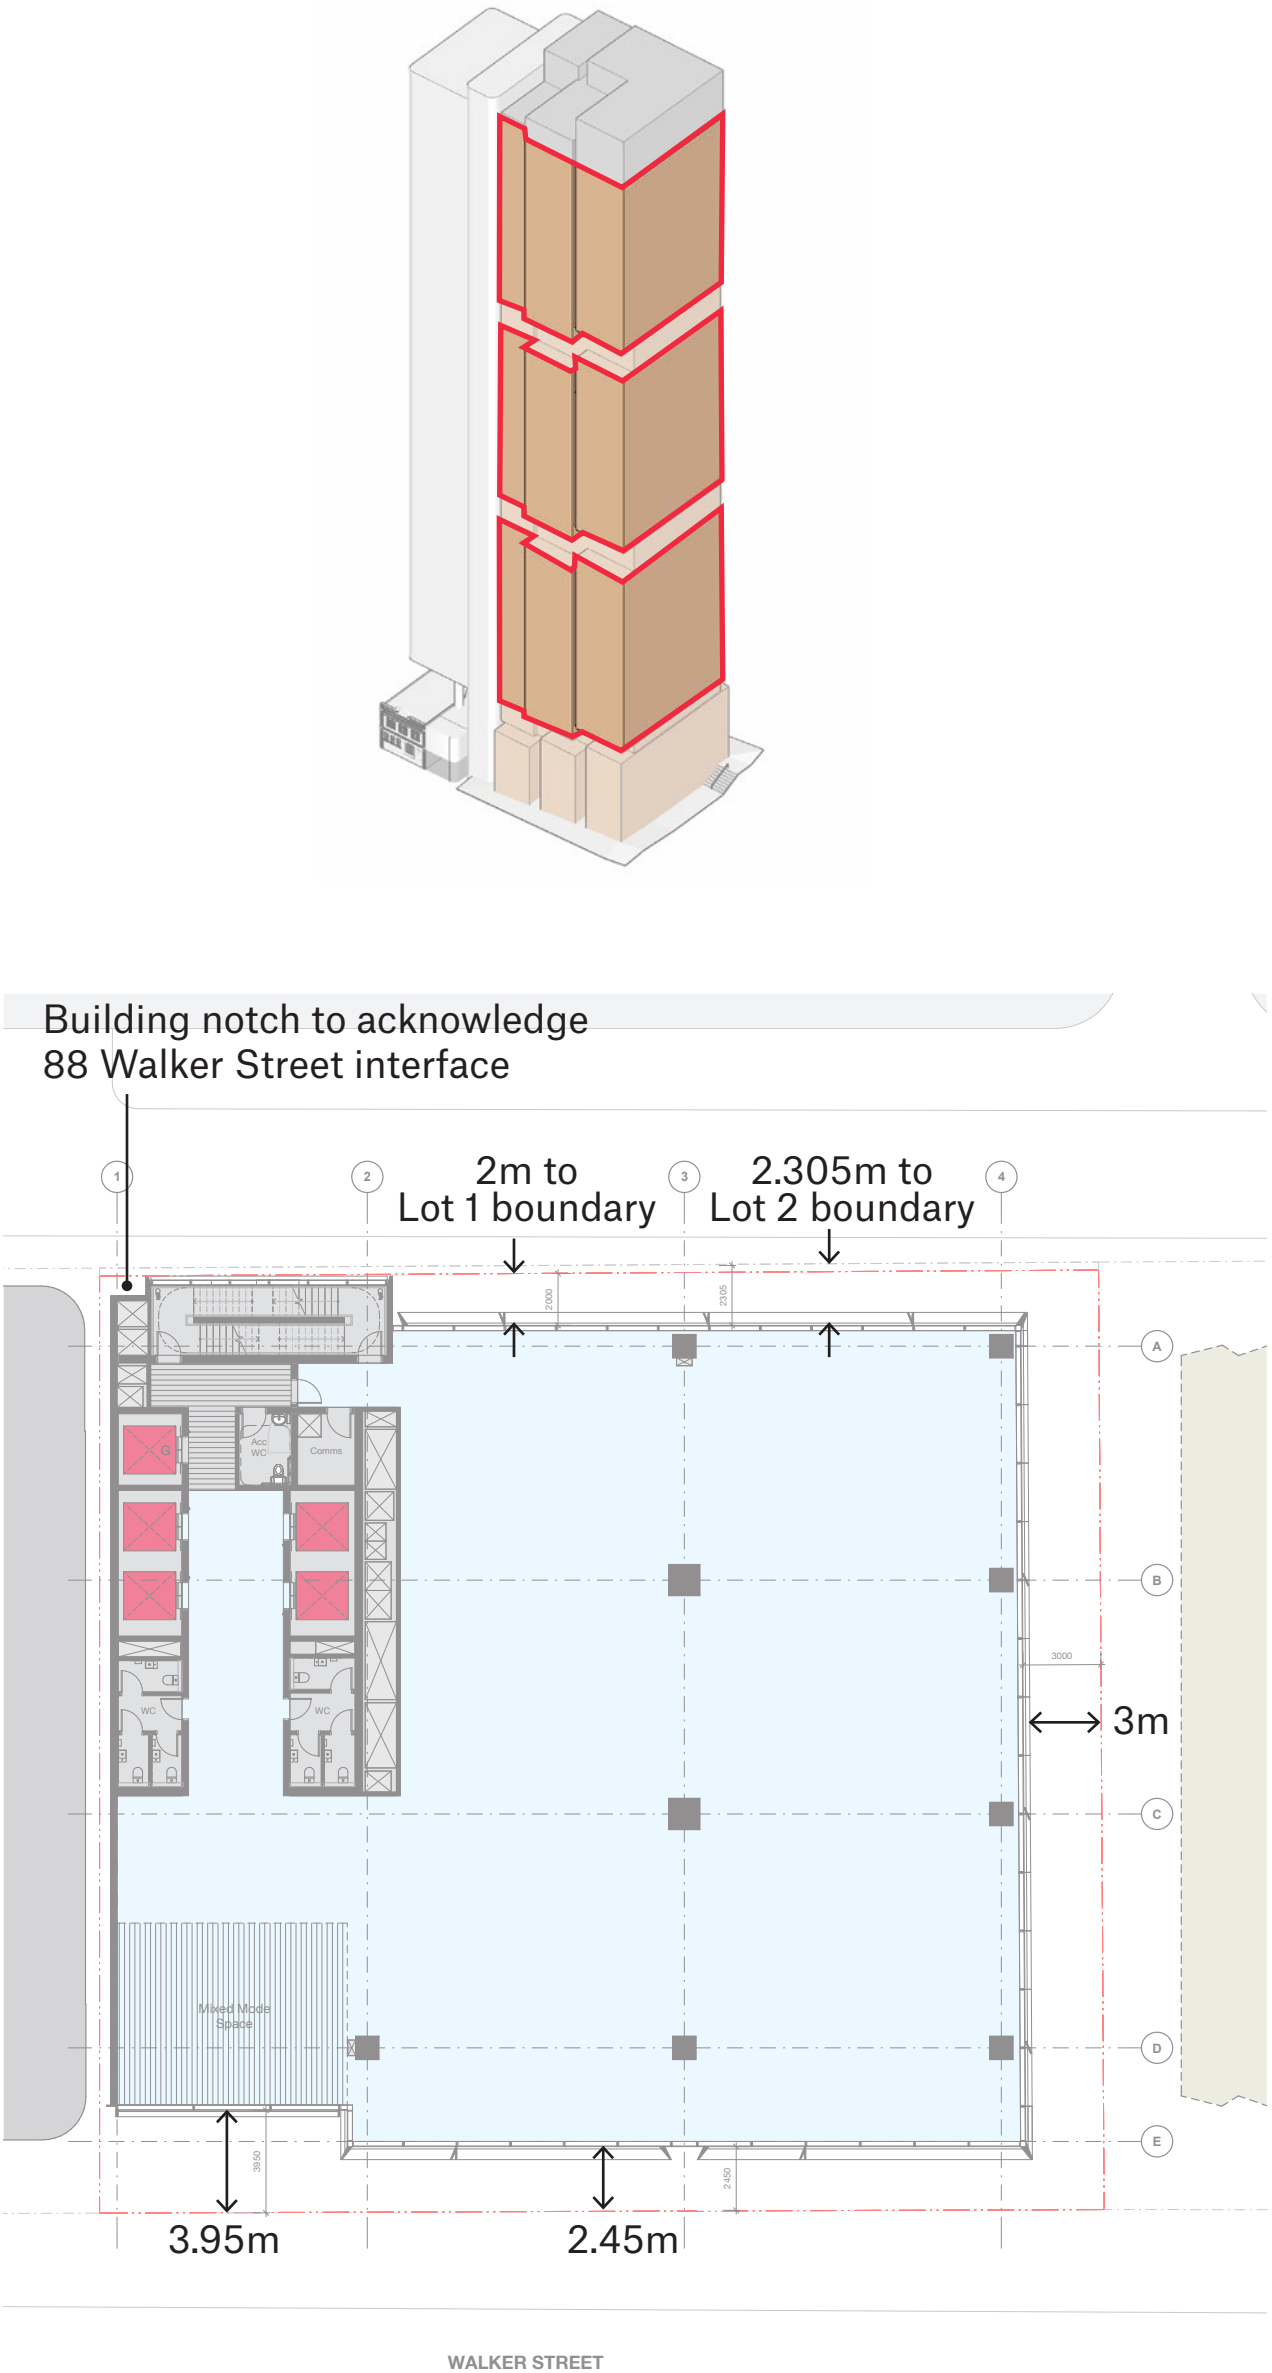 Building notch to acknowledge
88 Walker Street interface
1
2
2m to
Lot 1 boundary
3
2.305m to
Lot 2 boundary
4
2000
2305
A
G
Acc
WC
Comms
B
3000
WC
WC
3m
C
Mixed Mode
Space
D
E
3950
2450
3.95m
2.45m
WALKER STREET